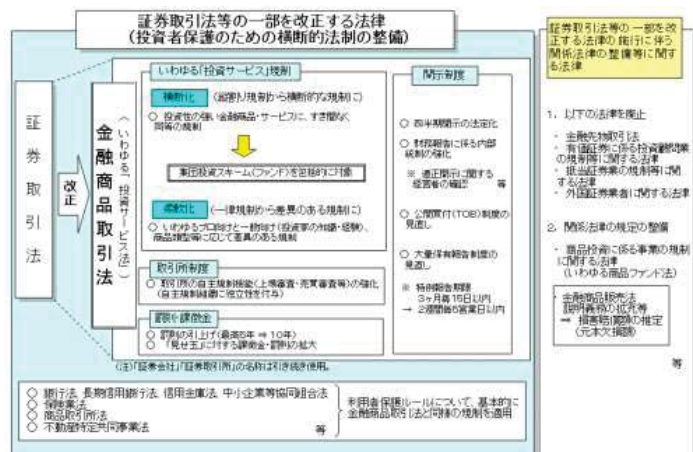 証券取引法等の一部を改正する法律
(投資者保護のための横断的法制の整備)
証券取引法
改正
金融商品取引法
(いわゆる「投資サービス法」)
いわゆる「投資サービス」規制
横断化 (縦割り規制から横断的な規制に)
○ 投資性の強い金融商品・サービスに、すき間なく
同等の規制
集団投資スキーム(ファンド)を包括的に対象
柔軟化 (一律規制から差異のある規制に)
○ いわゆるプロ向けと一般向け(投資家の知識・経験)、
商品類型等に応じて差異のある規制
取引所制度
○ 取引所の自主規制機能(上場審査・売買審査等)の強化
(自主規制組織に独立性を付与)
罰則や課徴金
○ 罰則の引上げ(最高5年 ⇒ 10年)
○ 「見せ玉」に対する課徴金・罰則の拡大
開示制度
○ 四半期開示の法定化
○ 財務報告に係る内部
統制の強化
※ 適正開示に関する
経営者の確認 等
○ 公開買付(TOB)制度の
見直し
○ 大量保有報告制度の
見直し
※ 特例報告期限
3ヶ月毎15日以内
→ 2週間毎5営業日以内
(注)「証券会社」「証券取引所」の名称は引き続き使用。
○ 銀行法、長期信用銀行法、信用金庫法、中小企業等協同組合法
○ 保険業法
○ 商品取引所法
○ 不動産特定共同事業法 等
利用者保護ルールについて、基本的に
金融商品取引法と同様の規制を適用
証券取引法等の一部を改
正する法律の施行に伴う
関係法律の整備等に関す
る法律
1. 以下の法律を廃止
・ 金融先物取引法
・ 有価証券に係る投資顧問業
の規制等に関する法律
・ 抵当証券業の規制等に関
する法律
・ 外国証券業者に関する法律
2. 関係法律の規定の整備
・ 商品投資に係る事業の規制
に関する法律
(いわゆる商品ファンド法)
・ 金融商品販売法
説明義務の拡充等
⇒ 損害賠償額の推定
(元本欠損額)
等